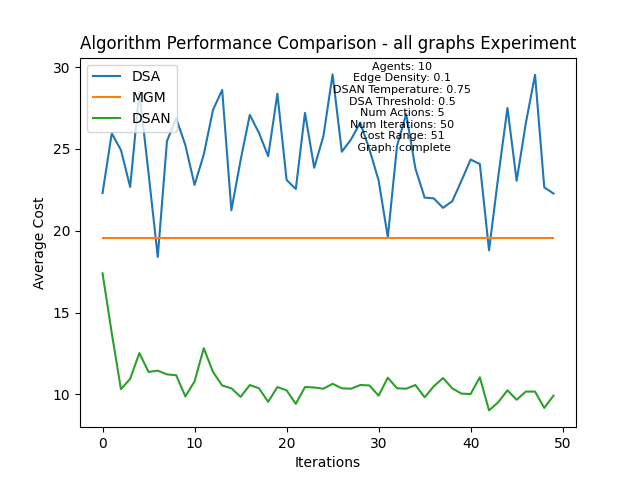 Algorithm Performance Comparison - all graphs Experiment
DSA
MGM
DSAN
Agents: 10
Edge Density: 0.1
DSAN Temperature: 0.75
DSA Threshold: 0.5
Num Actions: 5
Num Iterations: 50
Cost Range: 51
Graph: complete
30
25
20
15
10
Average Cost
0 10 20 30 40 50
Iterations